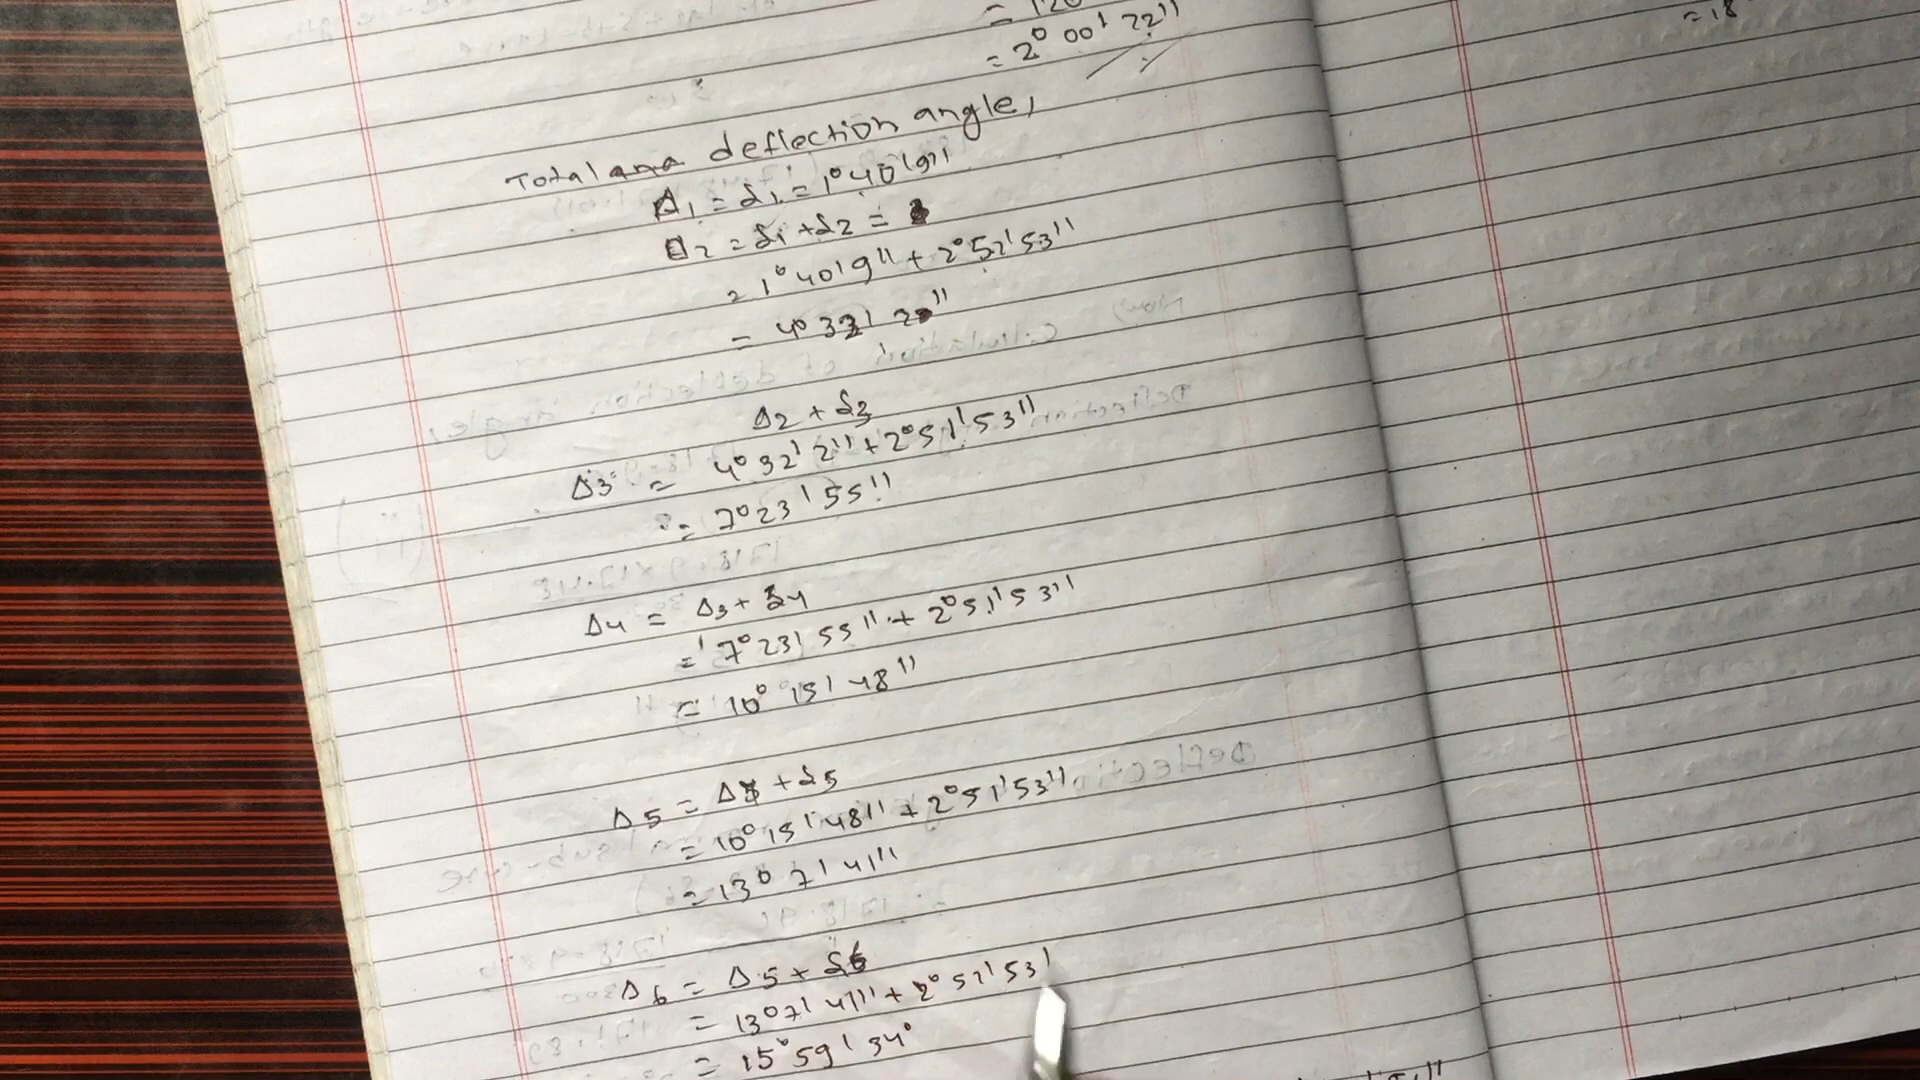 = 2° 00' 22"
Total deflection angle,
Δ1 = δ1 = 1° 40' 9"
Δ2 = δ1 + δ2 =
= 1° 40' 9" + 2° 52' 53"
= 4° 32' 2"
Δ2 + δ3
Δ3 = 4° 32' 2" + 2° 51' 53"
= 7° 23' 55"
Δ4 = Δ3 + δ4
= 7° 23' 55" + 2° 51' 53"
= 10° 15' 48"
Δ5 = Δ4 + δ5
= 10° 15' 48" + 2° 51' 53"
= 13° 7' 41"
Δ6 = Δ5 + δ6
= 13° 7' 41" + 2° 51' 53'
= 15° 59' 34°
= 18